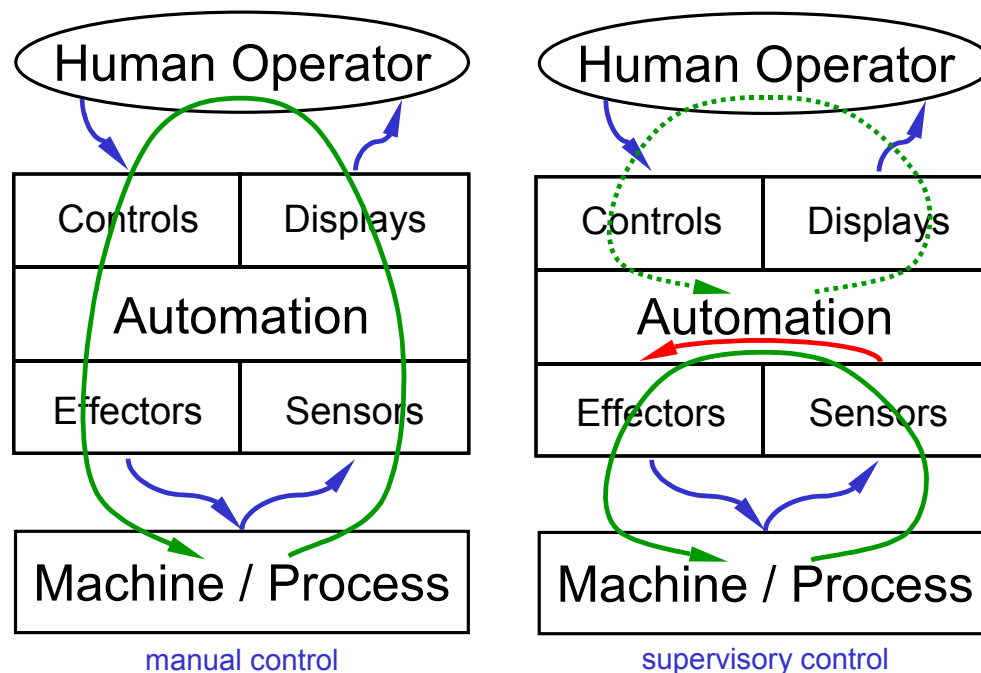 Human Operator
Controls Displays
Automation
Effectors Sensors
Machine / Process
manual control
Human Operator
Controls Displays
Automation
Effectors Sensors
Machine / Process
supervisory control